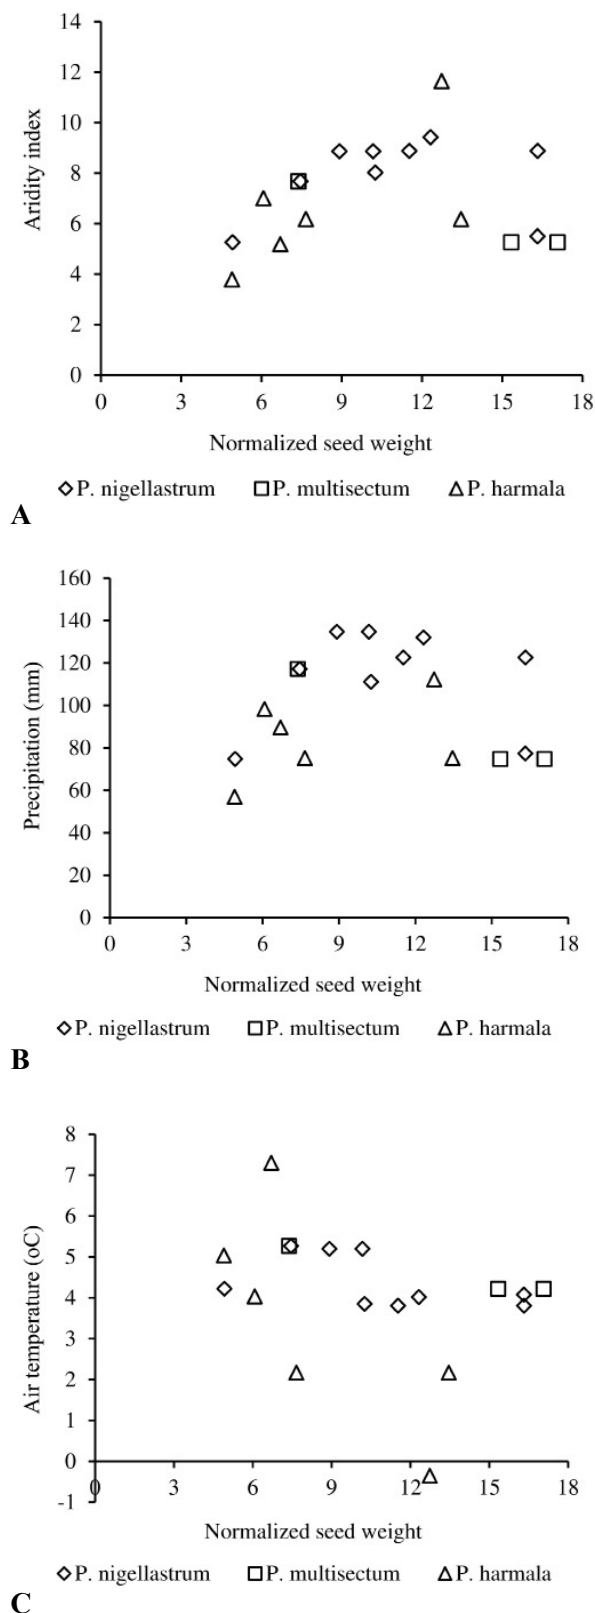 14
12
10
8
6
4
2
0
Aridity index
0 3 6 9 12 15 18
Normalized seed weight
P. nigellastrum P. multisectum P. harmala
A
160
140
120
100
80
60
40
20
0
Precipitation (mm)
0 3 6 9 12 15 18
Normalized seed weight
P. nigellastrum P. multisectum P. harmala
B
8
7
6
5
4
3
2
1
0
-1
Air temperature (oC)
0 3 6 9 12 15 18
Normalized seed weight
P. nigellastrum P. multisectum P. harmala
C